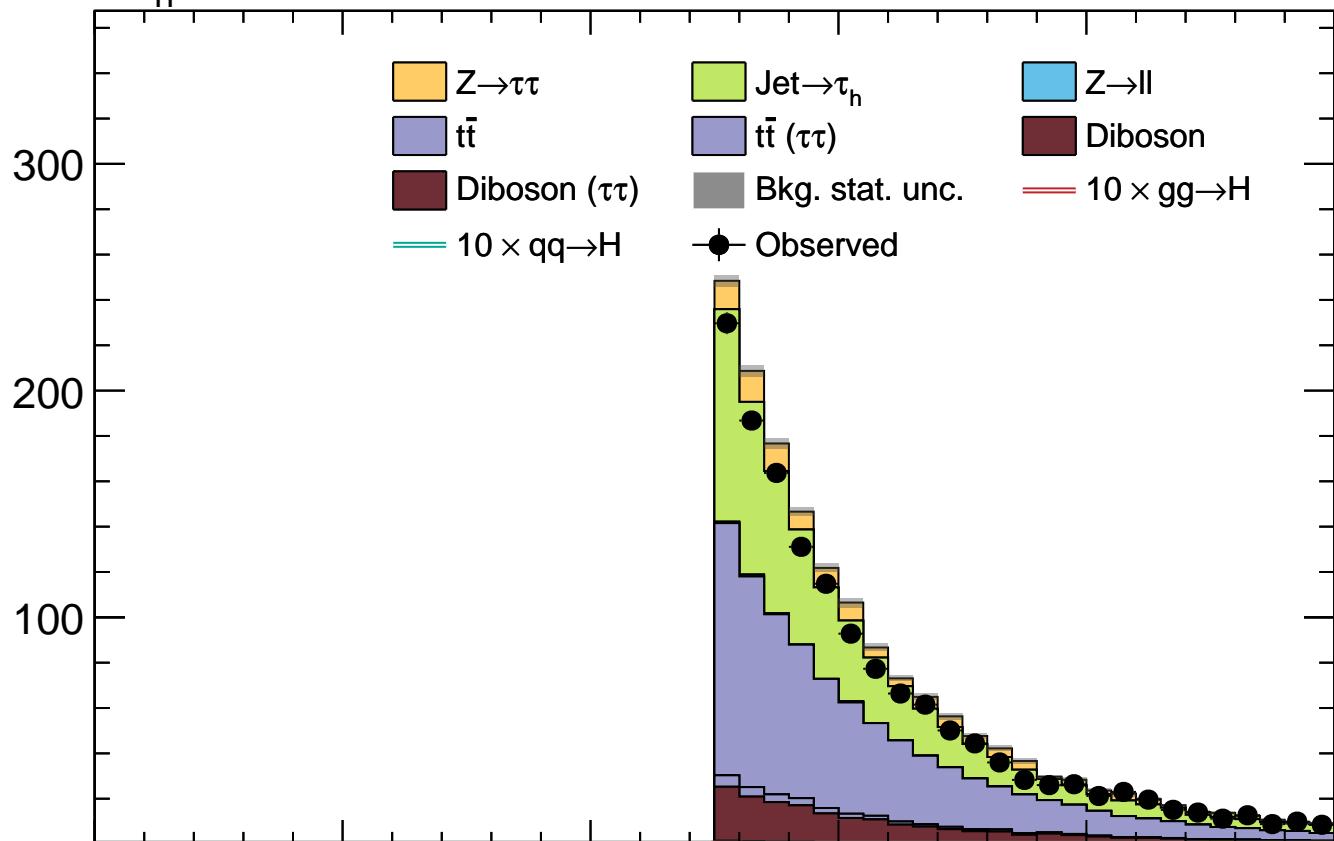 Z→ττ Jet→τₕ Z→ll
tt̄ tt̄ (ττ) Diboson
300
Diboson (ττ) Bkg. stat. unc. 10 × gg→H
10 × qq→H Observed
200
100